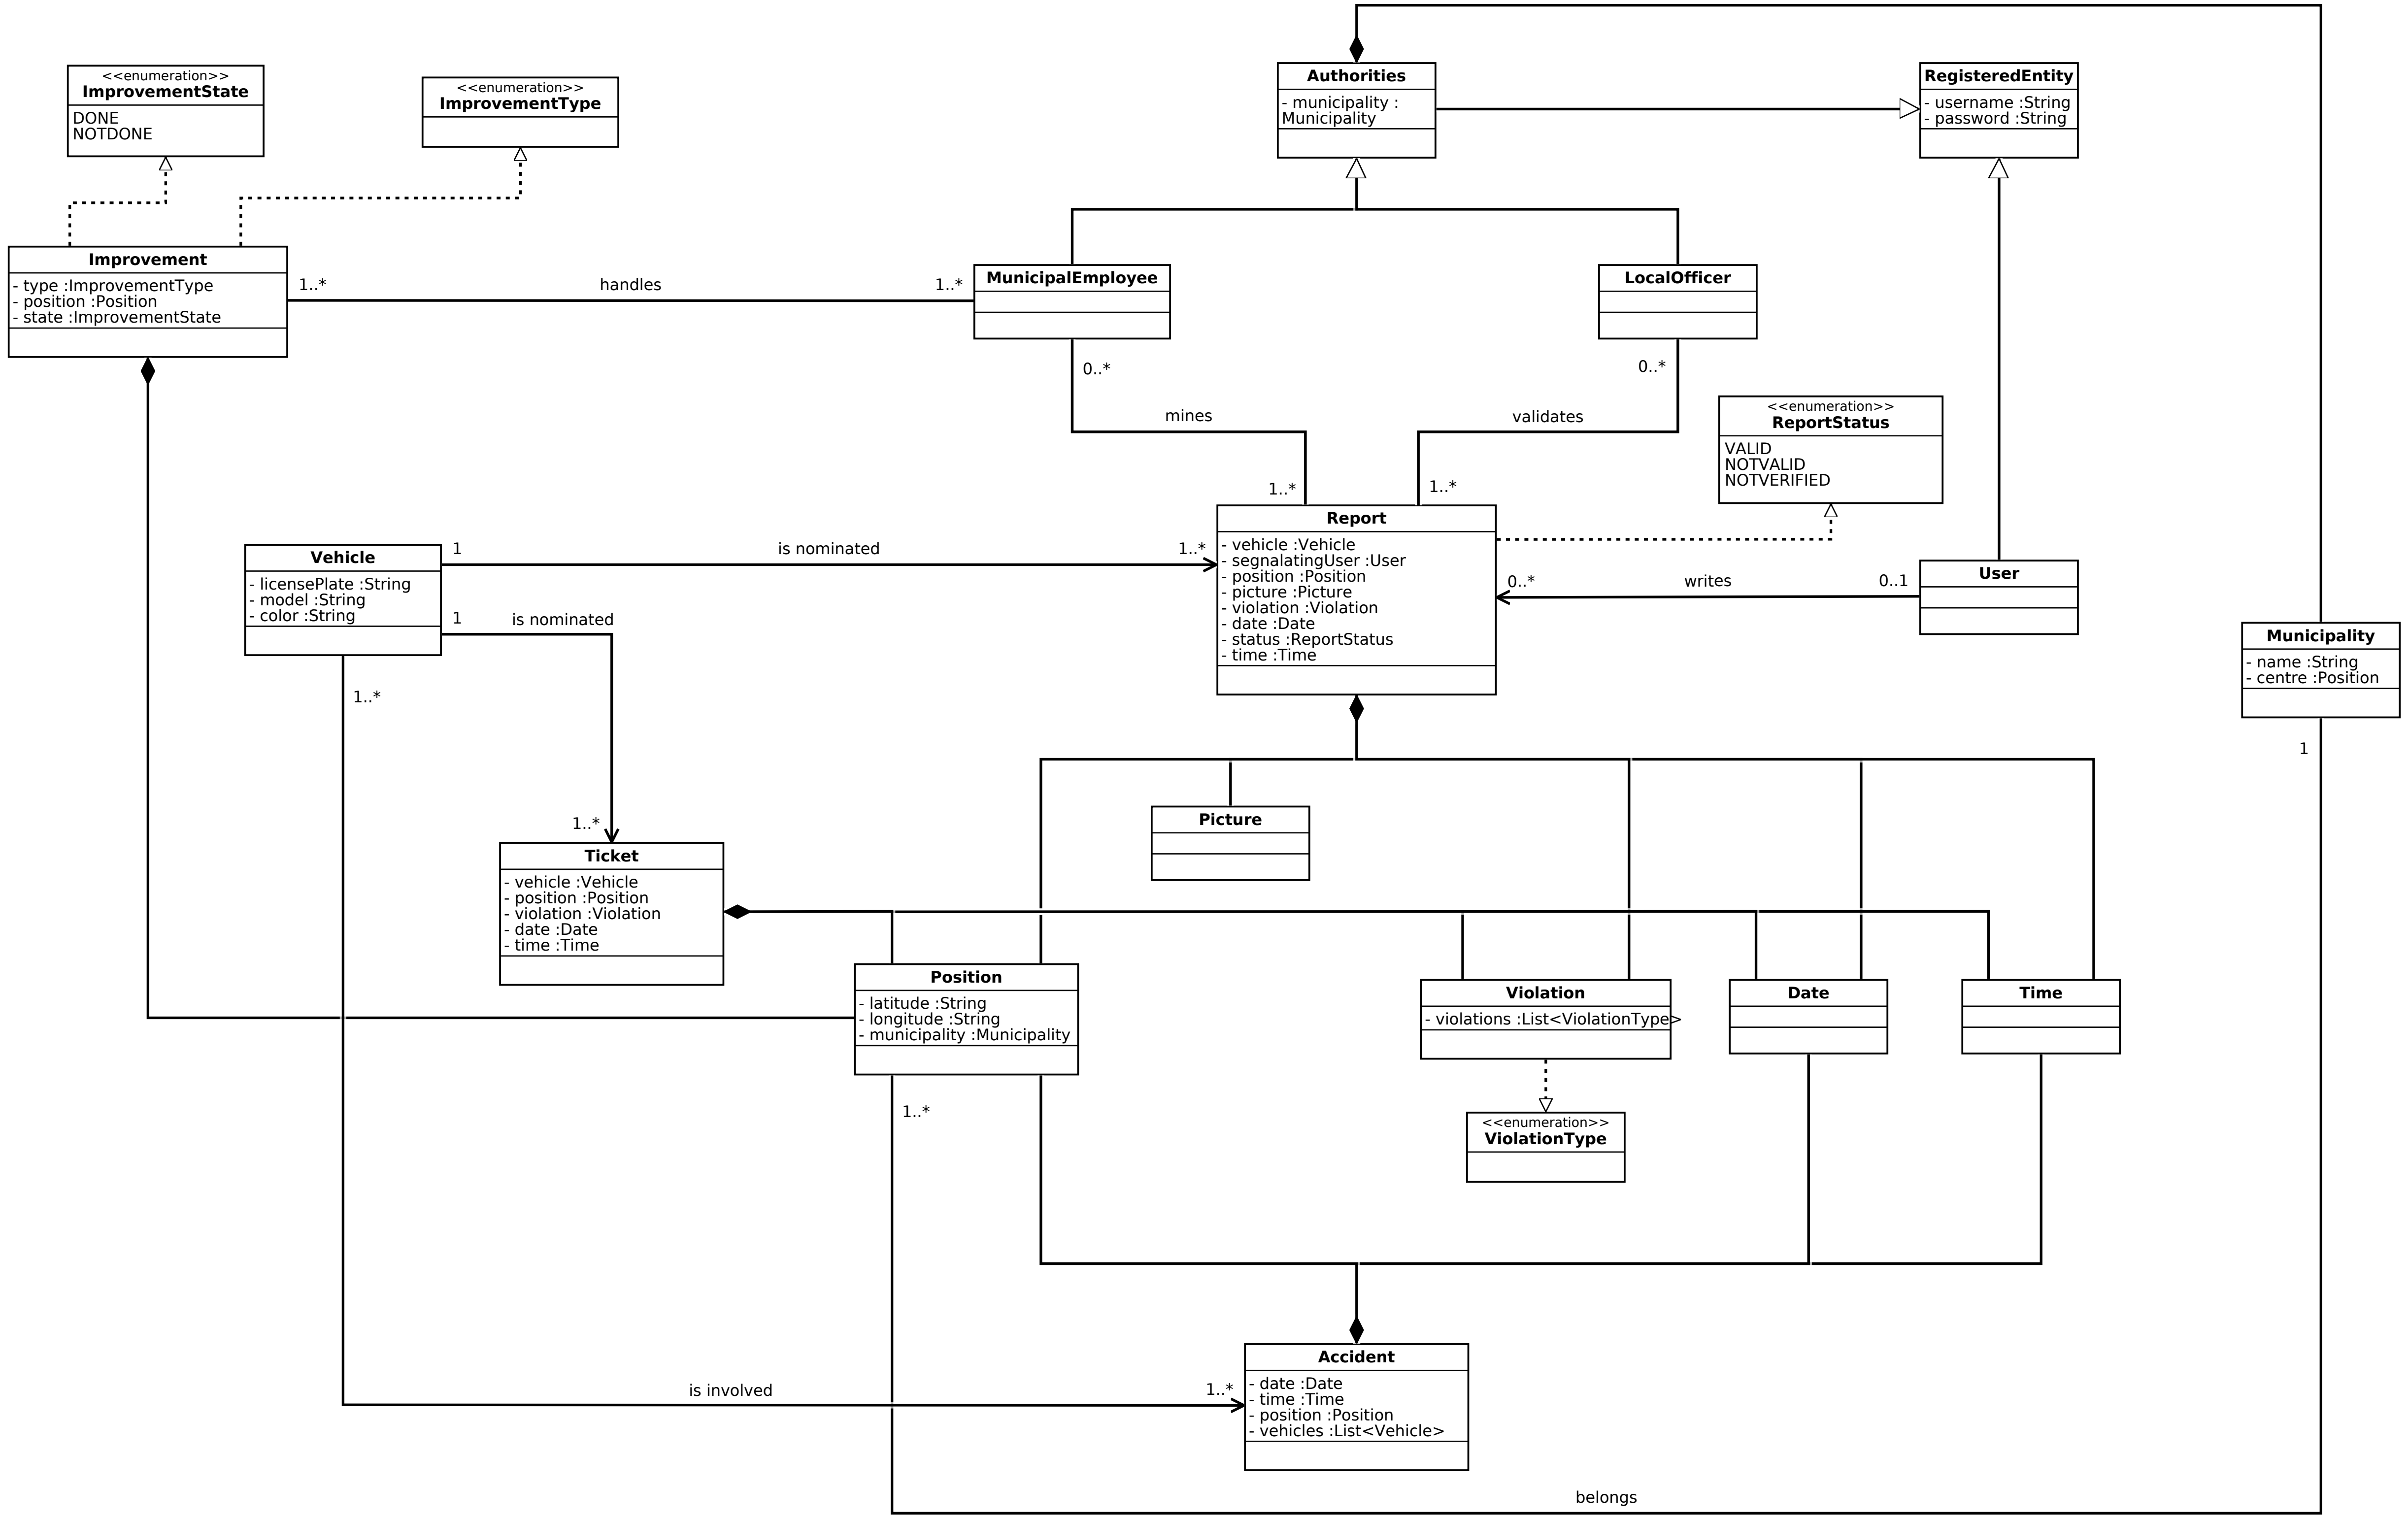 <<enumeration>>
ImprovementState
DONE
NOTDONE
<<enumeration>>
ImprovementType
Authorities
- municipality :
Municipality
RegisteredEntity
- username :String
- password :String
Improvement
- type :ImprovementType
- position :Position
- state :ImprovementState
1..*
handles
1..*
MunicipalEmployee
LocalOfficer
0..*
0..*
mines
validates
1..*
1..*
<<enumeration>>
ReportStatus
VALID
NOTVALID
NOTVERIFIED
Vehicle
- licensePlate :String
- model :String
- color :String
1
is nominated
1..*
1
is nominated
1..*
1..*
Report
- vehicle :Vehicle
- segnalatingUser :User
- position :Position
- picture :Picture
- violation :Violation
- date :Date
- status :ReportStatus
- time :Time
0..*
writes
0..1
User
Municipality
- name :String
- centre :Position
1
Picture
Ticket
- vehicle :Vehicle
- position :Position
- violation :Violation
- date :Date
- time :Time
Position
- latitude :String
- longitude :String
- municipality :Municipality
1..*
Violation
- violations :List<ViolationType>
Date
Time
<<enumeration>>
ViolationType
is involved
1..*
Accident
- date :Date
- time :Time
- position :Position
- vehicles :List<Vehicle>
belongs